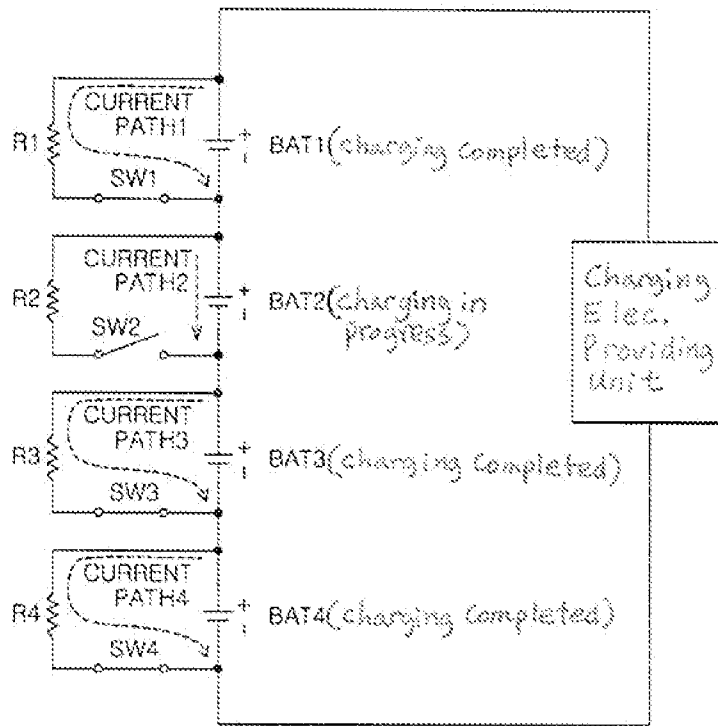 CURRENT
PATH1
R1
SW1
+
-
BAT1(charging completed)
CURRENT
PATH2
R2
SW2
+
-
BAT2(charging in
progress)
Charging
Elec.
Providing
Unit
CURRENT
PATH3
R3
SW3
+
-
BAT3(charging completed)
CURRENT
PATH4
R4
SW4
+
-
BAT4(charging completed)